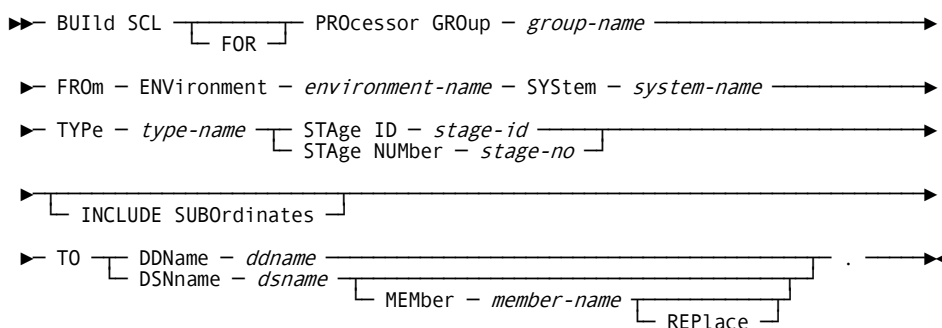 BUIld SCL FOR PROcessor GROup group-name
FROm ENVironment environment-name SYStem system-name
TYPe type-name STAge ID stage-id
STAge NUMber stage-no
INCLUDE SUBOrdinates
TO DDName ddname .
DSNname dsname
MEMber member-name
REPlace